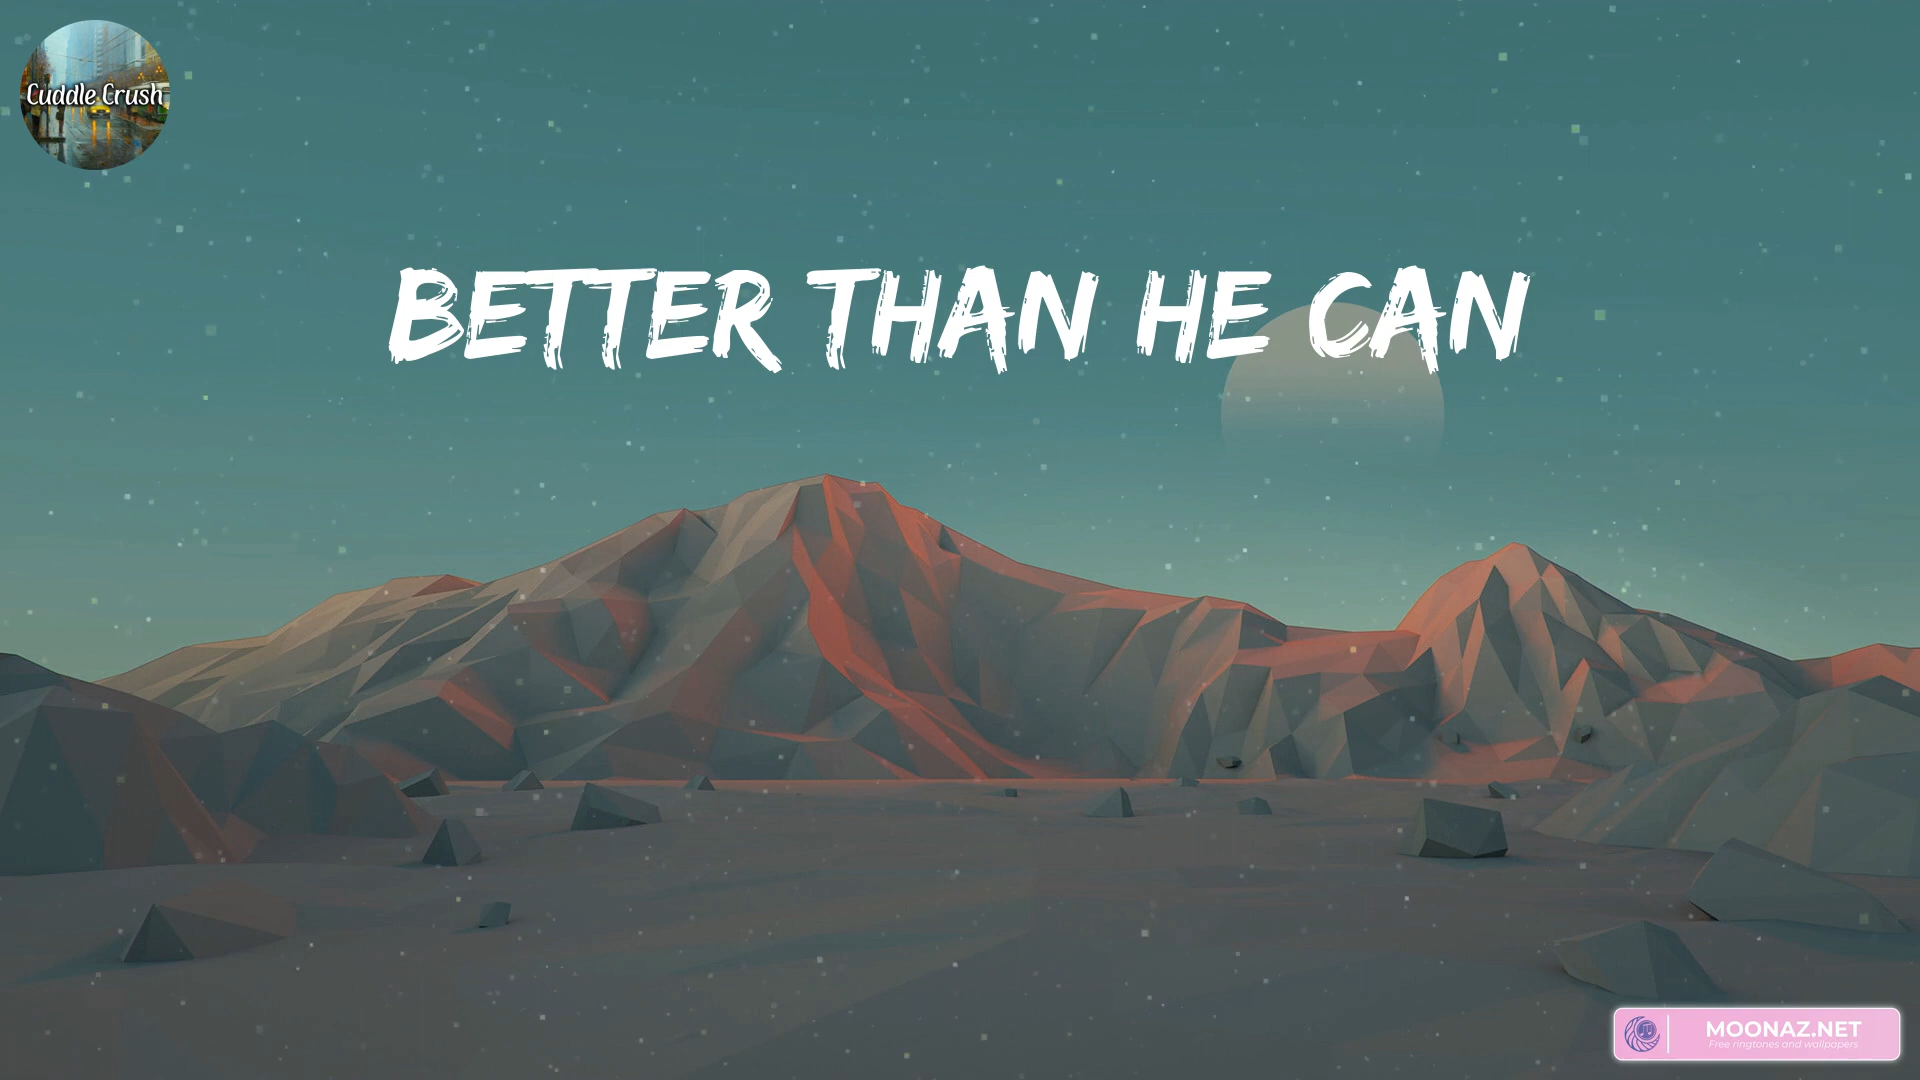 Cuddle Crush
BETTER THAN HE CAN
MOONAZ.NET
Free ringtones and wallpapers